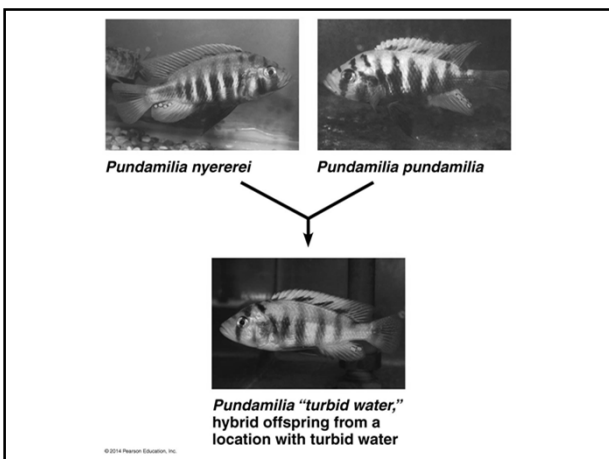 Pundamilia nyererei
Pundamilia pundamilia
Pundamilia “turbid water,”
hybrid offspring from a
location with turbid water
© 2014 Pearson Education, Inc.